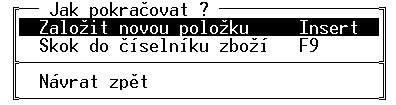 Jak pokračovat ?
Založit novou položku Insert
Skok do číselníku zboží F9
Návrat zpět